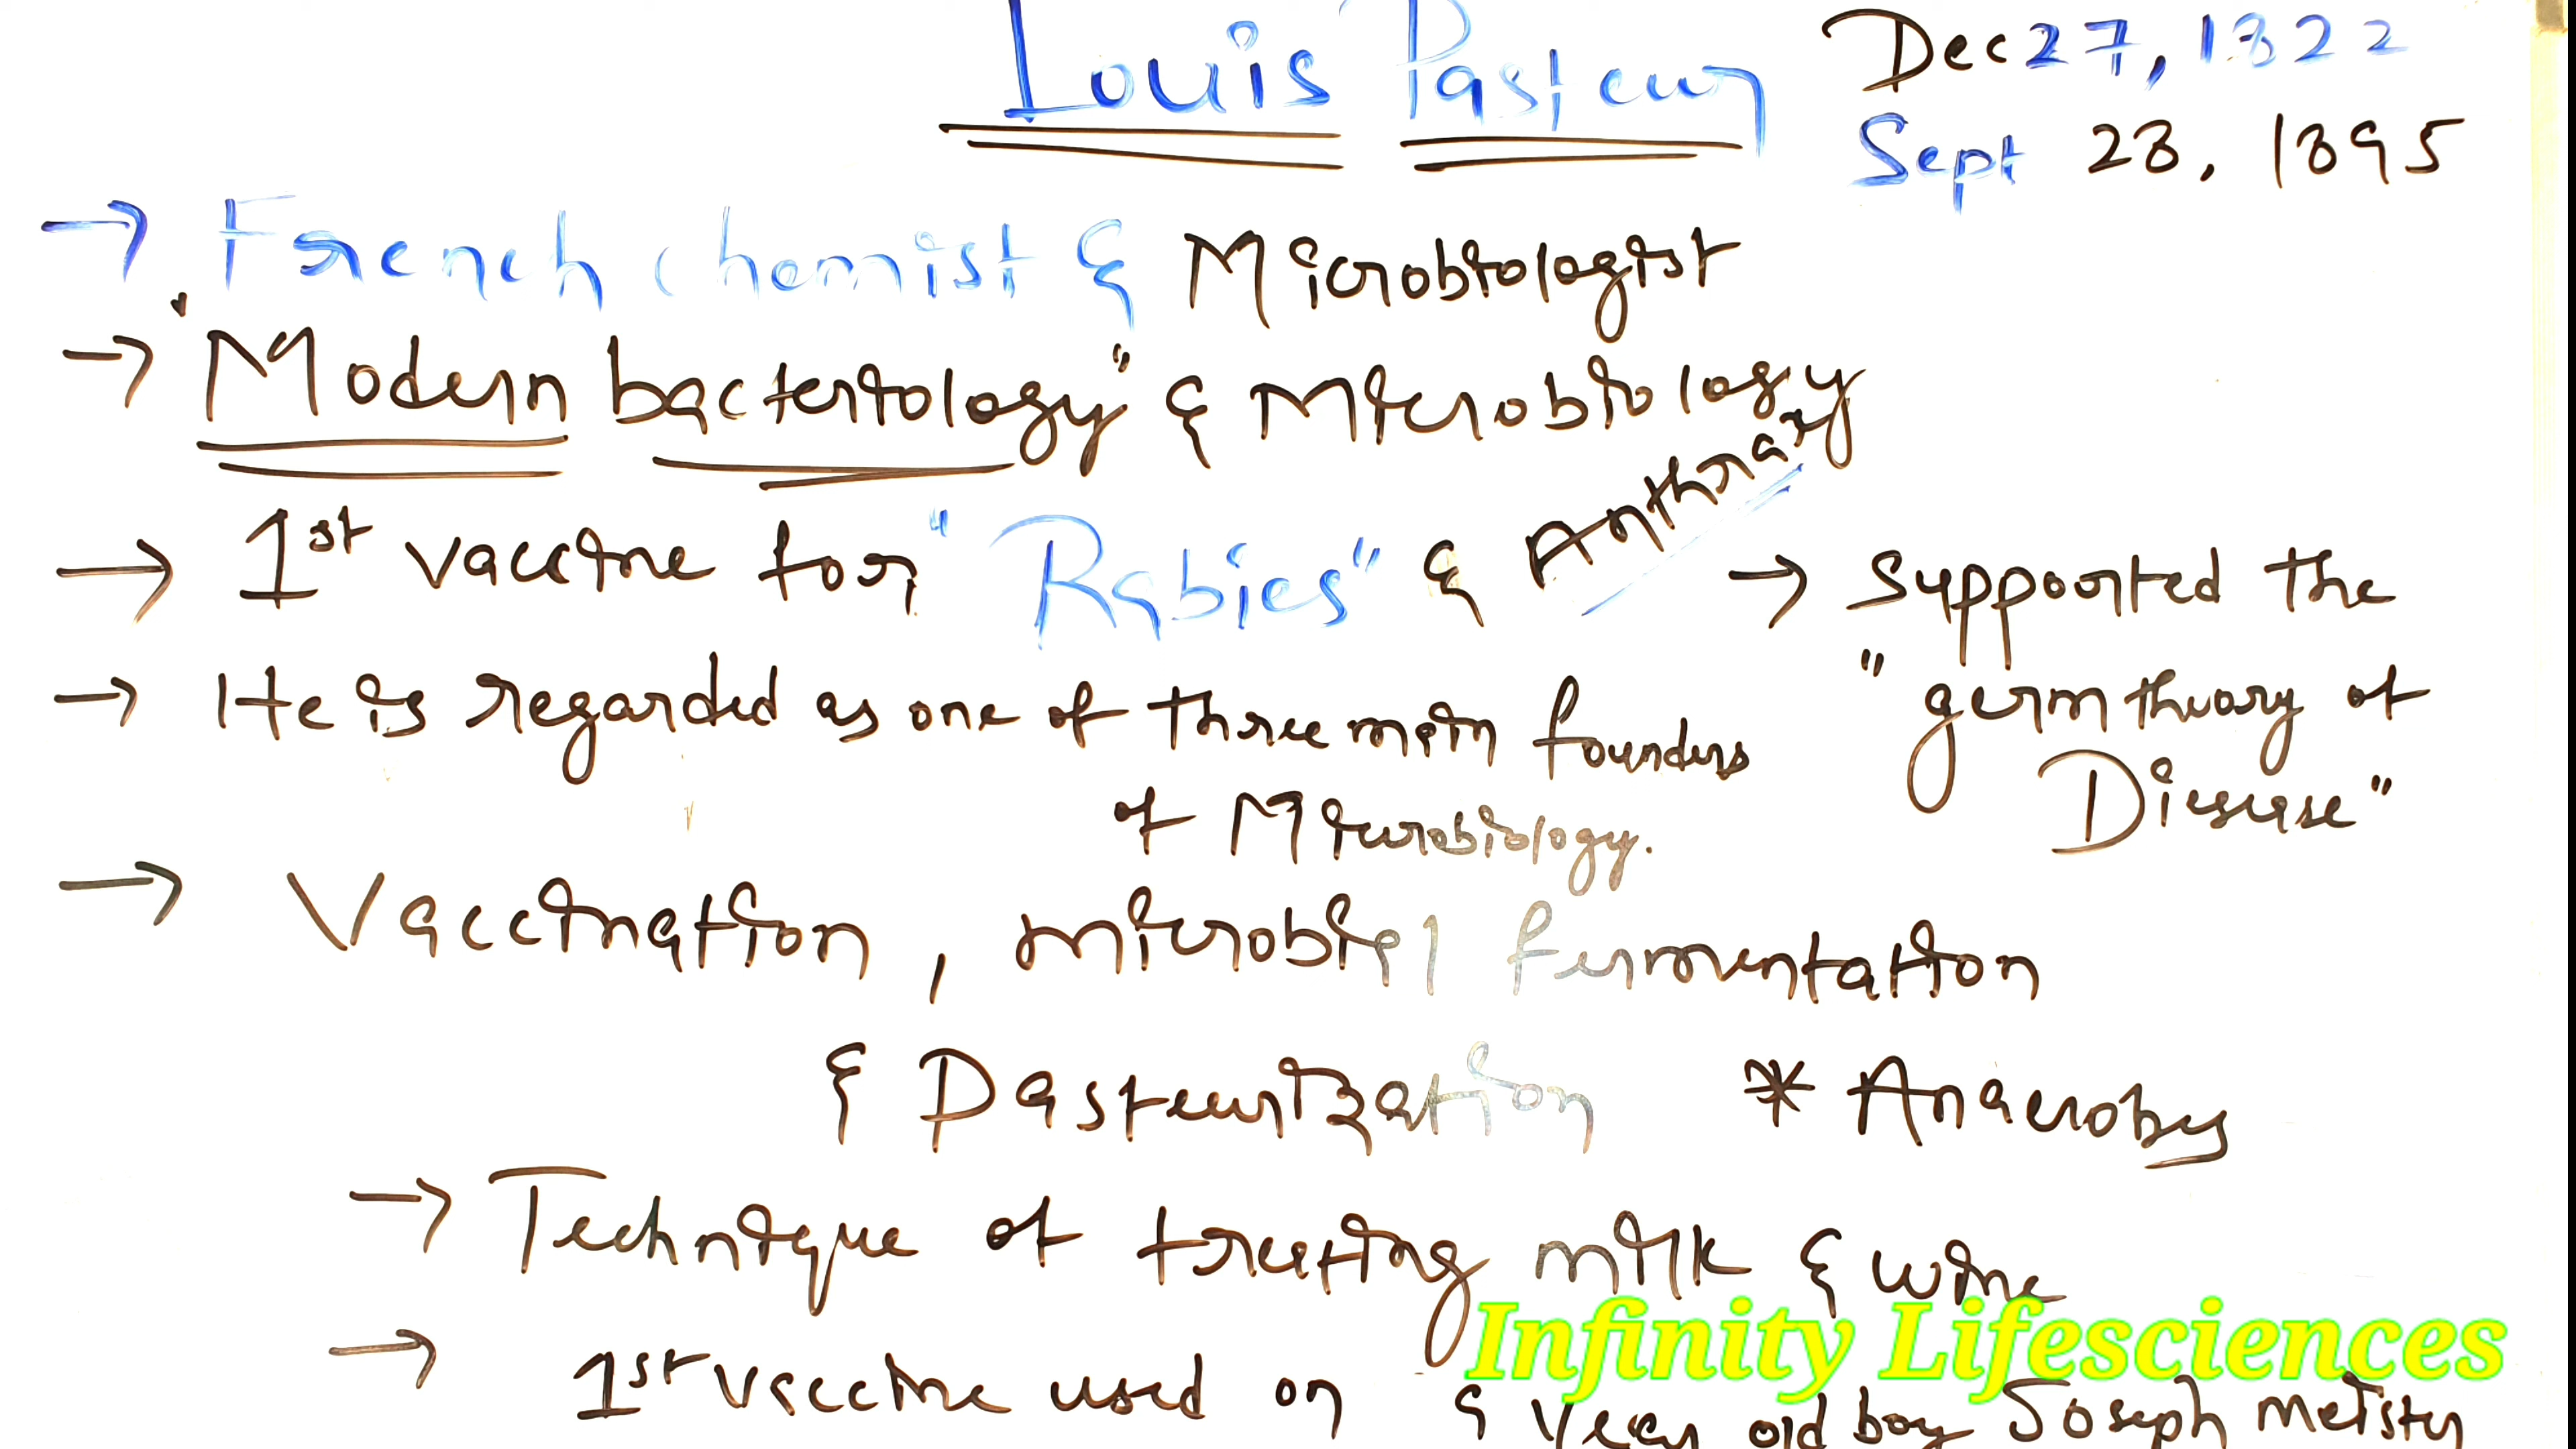 Louis Pasteur
Dec 27, 1822
Sept 28, 1895
→ French chemist & Microbiologist
→ "Modern bacteriology" & Microbiology
→ 1st vaccine for "Rabies" & Anthrax
→ He is regarded as one of three main founders
of Microbiology.
→ Supported the
"germ theory of
Disease"
→ Vaccination, microbial fermentation
& Pasteurization
* Anaerobes
→ Technique of treating milk & wine
→ 1st vaccine used on 9 year old boy Joseph Meister
Infinity Lifesciences